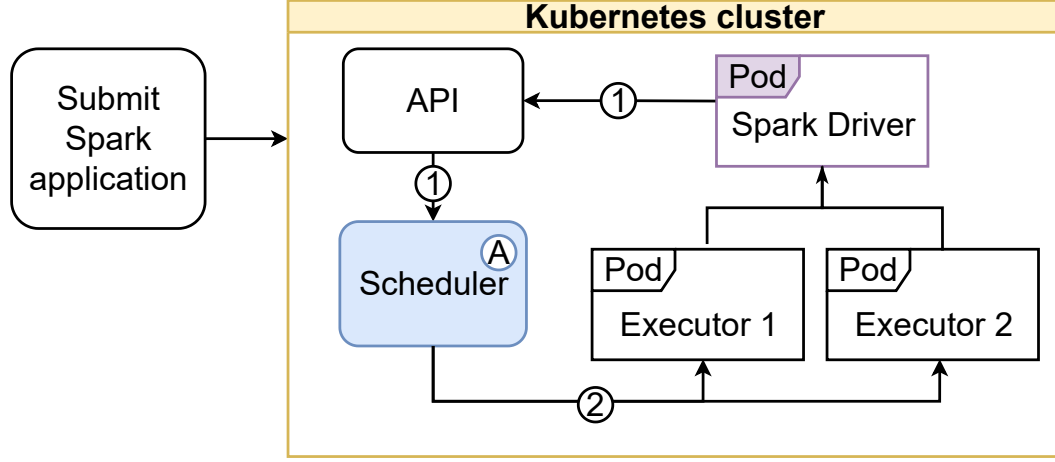 Kubernetes cluster
Submit
Spark
application
API
1
Pod
Spark Driver
1
A
Scheduler
Pod
Executor 1
Pod
Executor 2
2